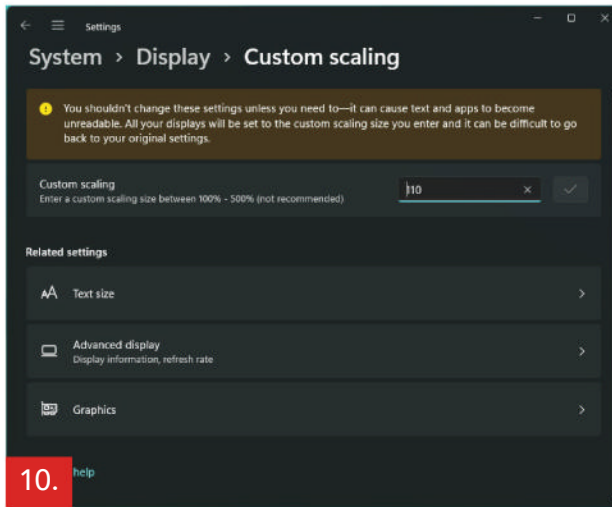 Settings
System > Display > Custom scaling
You shouldn't change these settings unless you need to—it can cause text and apps to become
unreadable. All your displays will be set to the custom scaling size you enter and it can be difficult to go
back to your original settings.
Custom scaling
Enter a custom scaling size between 100% - 500% (not recommended)
110
Related settings
Text size
Advanced display
Display information, refresh rate
Graphics
10.
help